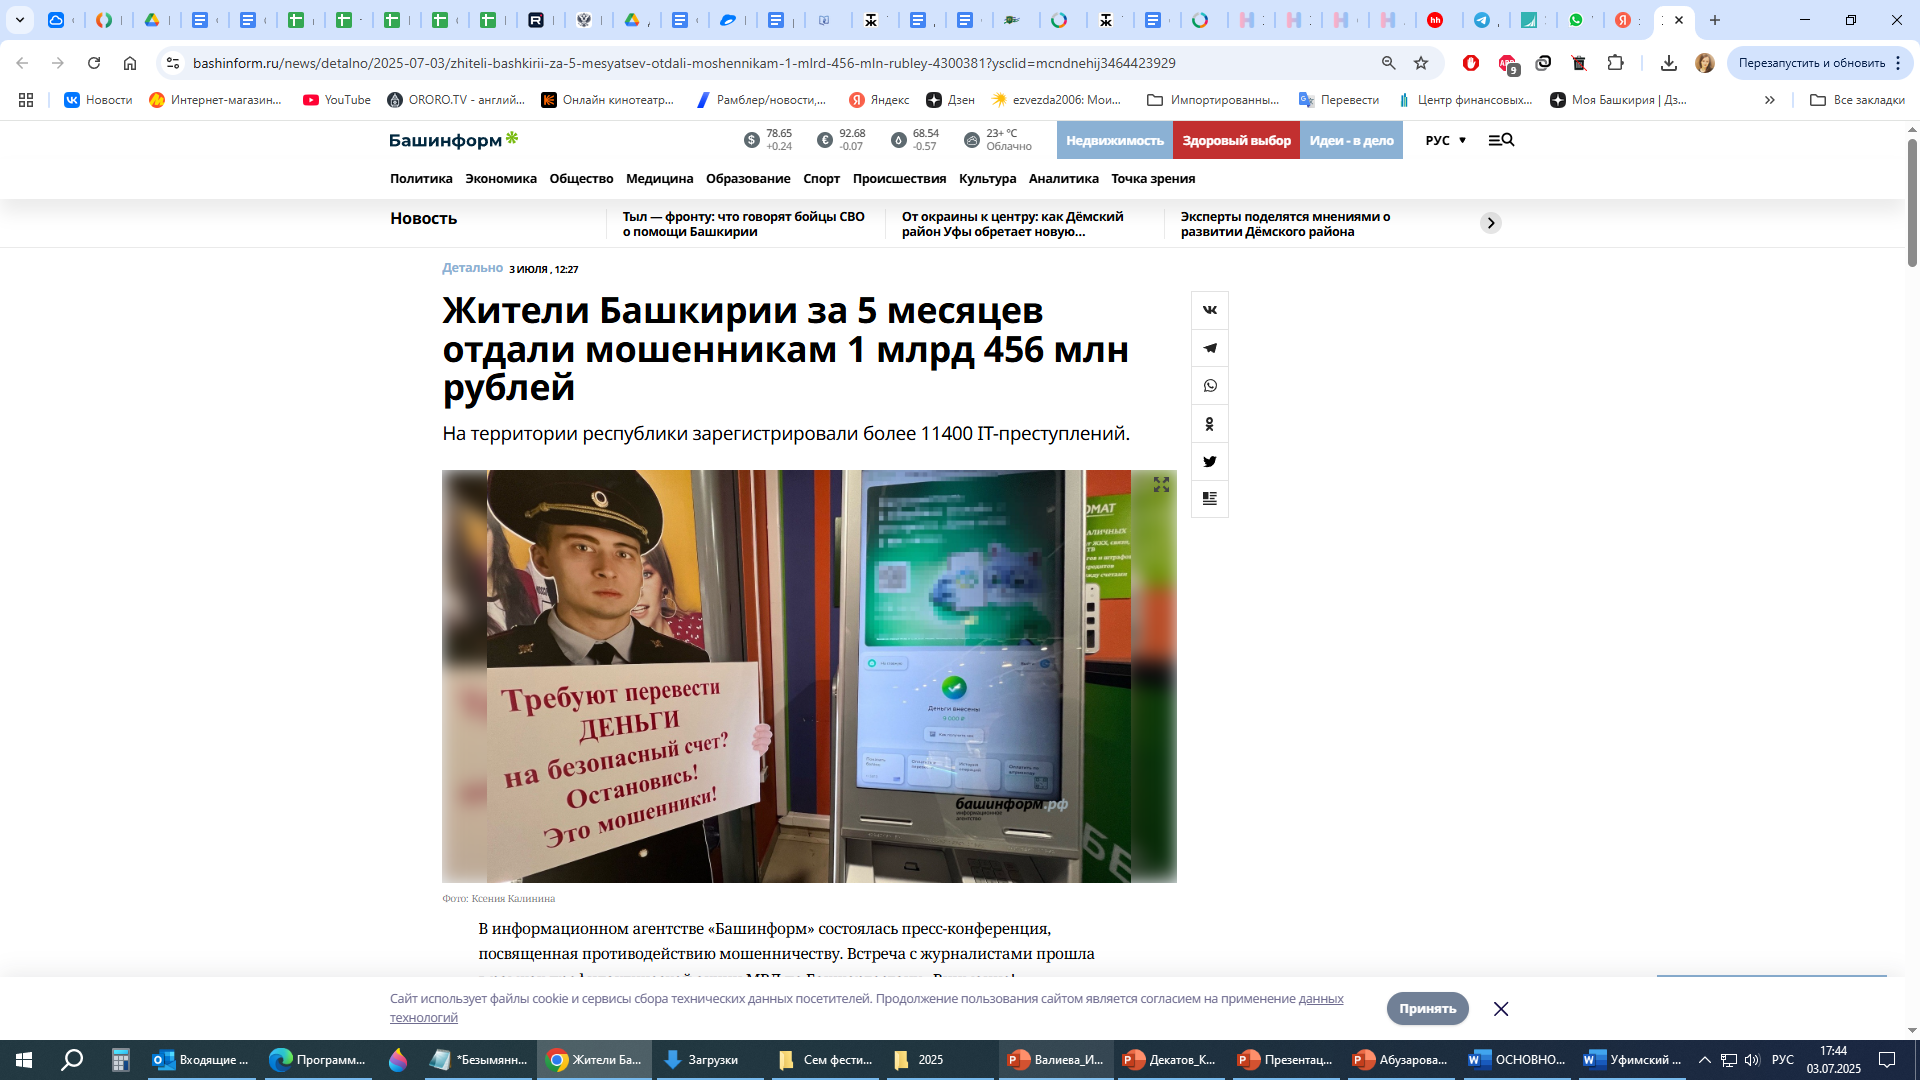 bashinform.ru/news/detalno/2025-07-03/zhiteli-bashkirii-za-5-mesyatsev-otdali-moshennikam-1-mlrd-456-mln-rubley-4300381?ysclid=mcndnehij3464423929
9
Перезапустить и обновить
Новости
Интернет-магазин...
YouTube
ORORO.TV - англий...
Онлайн кинотеатр...
Рамблер/новости,...
Яндекс
Дзен
ezvezda2006: Мои...
Импортированны...
Перевести
Центр финансовых...
Моя Башкирия | Дз...
Все закладки
Башинформ
$ 78.65 +0.24
€ 92.68 -0.07
68.54 -0.57
23+ °C Облачно
Недвижимость
Здоровый выбор
Идеи - в дело
РУС
Политика Экономика Общество Медицина Образование Спорт Происшествия Культура Аналитика Точка зрения
Новость
Тыл — фронту: что говорят бойцы СВО
о помощи Башкирии
От окраины к центру: как Дёмский
район Уфы обретает новую...
Эксперты поделятся мнениями о
развитии Дёмского района
Детально 3 ИЮЛЯ , 12:27
Жители Башкирии за 5 месяцев
отдали мошенникам 1 млрд 456 млн
рублей
На территории республики зарегистрировали более 11400 IT-преступлений.
Требуют перевести
ДЕНЬГИ
на безопасный счет?
Остановись!
Это мошенники!
Деньги внесены
башинформ.рф
информационное
агентство
Фото: Ксения Калинина
В информационном агентстве «Башинформ» состоялась пресс-конференция,
посвященная противодействию мошенничеству. Встреча с журналистами прошла
Сайт использует файлы cookie и сервисы сбора технических данных посетителей. Продолжение пользования сайтом является согласием на применение данных
технологий
Принять
Входящие ...
Программ...
*Безымянн...
Жители Ба...
Загрузки
Сем фести...
2025
Валиева_И...
Декатов_К...
Презентац...
Абузарова...
ОСНОВНО...
Уфимский ...
РУС
17:44
03.07.2025